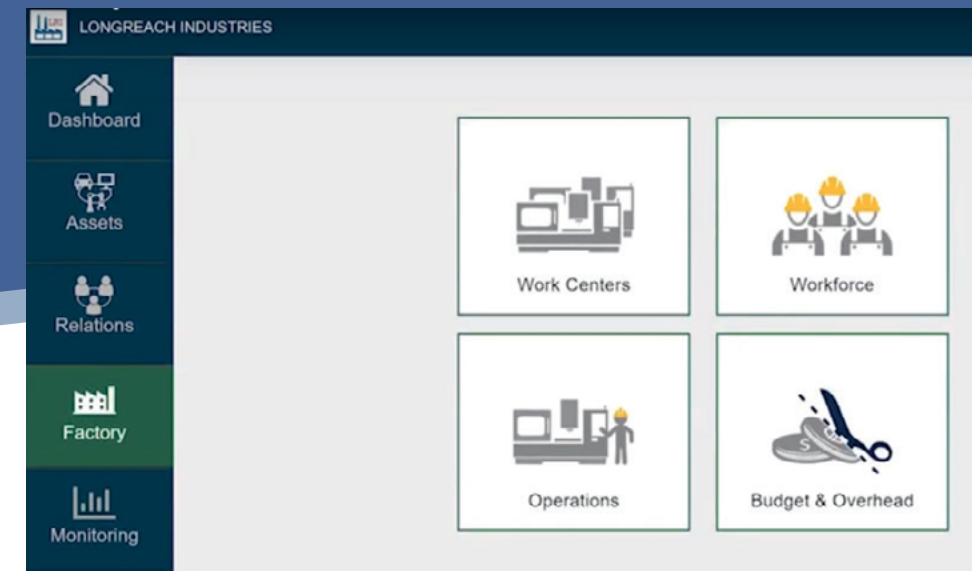 LONGREACH INDUSTRIES
Dashboard
Assets
Relations
Factory
Monitoring
Work Centers
Workforce
Operations
Budget & Overhead